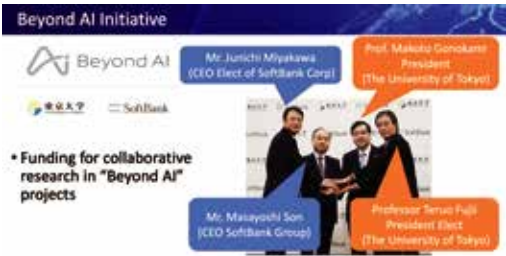 Beyond AI Initiative
Beyond AI
東京大学
SoftBank
• Funding for collaborative
research in "Beyond AI"
projects
Mr. Junichi Miyakawa
(CEO Elect of SoftBank Corp)
Prof. Makoto Gonokami
President
(The University of Tokyo)
Mr. Masayoshi Son
(CEO SoftBank Group)
Professor Teruo Fujii
President Elect
(The University of Tokyo)